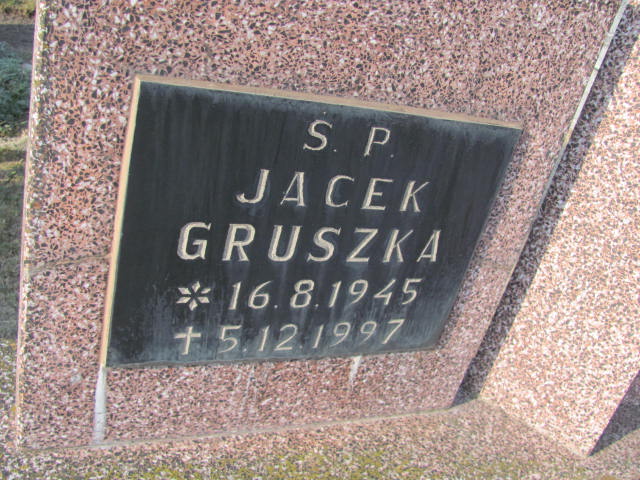 Ś. P.
JACEK
GRUSZKA
* 16.8.1945
✝ 5.12.1997